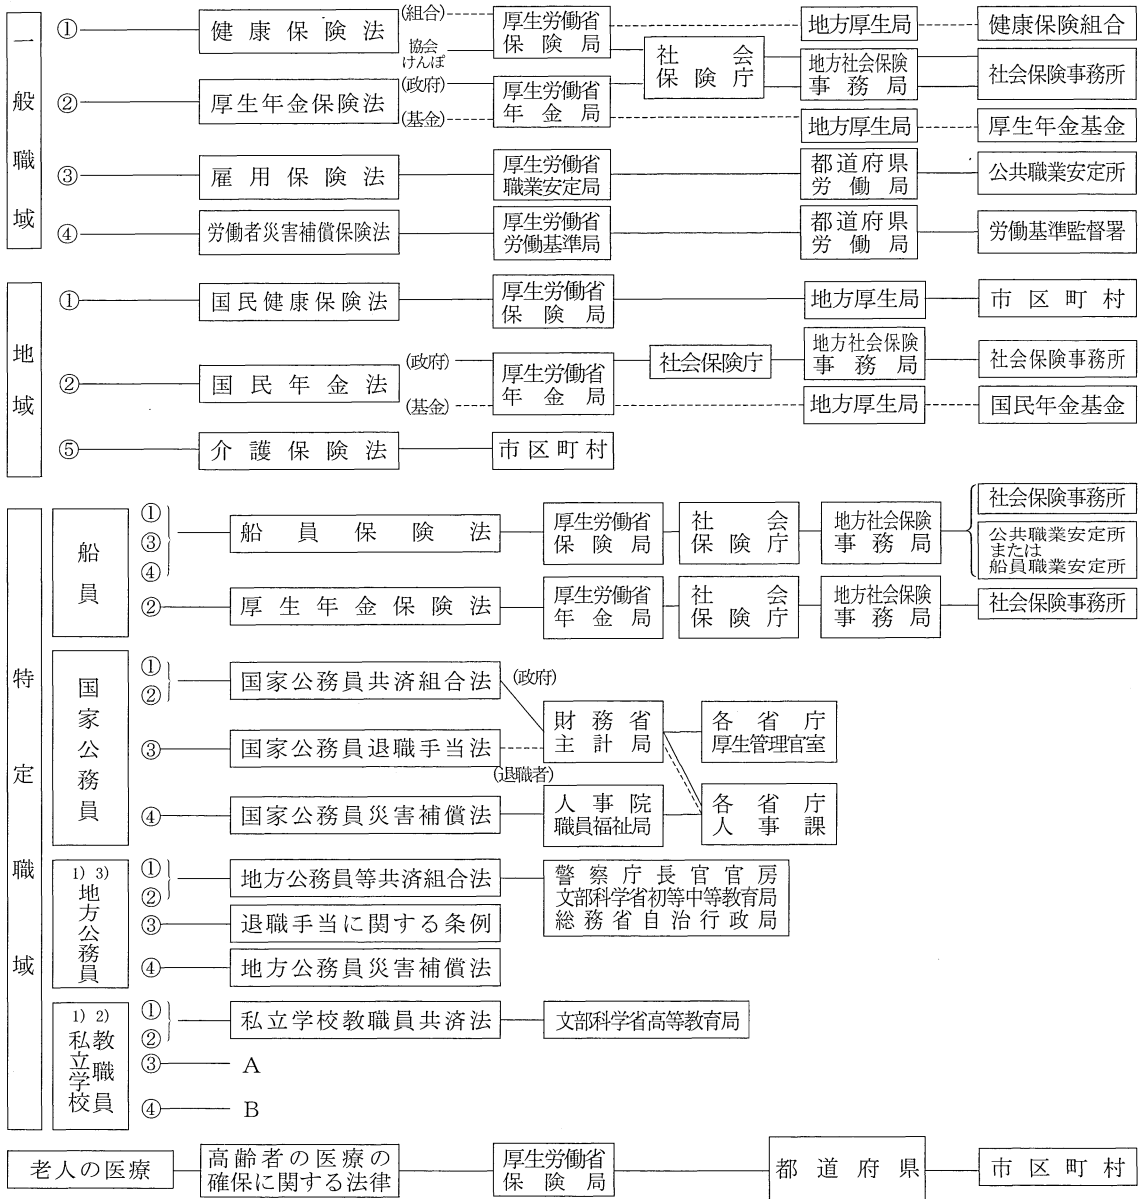 一般職域
① 健康保険法 (組合) 厚生労働省 地方厚生局 健康保険組合
保険局
協会
けんぽ
社会
保険庁
地方社会保険
事務局
社会保険事務所
② 厚生年金保険法 (政府) 厚生労働省
年金局
(基金) 地方厚生局 厚生年金基金
③ 雇用保険法 厚生労働省 都道府県 公共職業安定所
職業安定局 労働局
④ 労働者災害補償保険法 厚生労働省 都道府県 労働基準監督署
労働基準局 労働局
地域
① 国民健康保険法 厚生労働省 地方厚生局 市区町村
保険局
② 国民年金法 (政府) 厚生労働省 社会保険庁 地方社会保険 社会保険事務所
年金局 事務局
(基金) 地方厚生局 国民年金基金
⑤ 介護保険法 市区町村
特定職域
船員
①
③
④
船員保険法 厚生労働省 社会 地方社会保険 社会保険事務所
保険局 保険庁 事務局
公共職業安定所
または
船員職業安定所
② 厚生年金保険法 厚生労働省 社会 地方社会保険 社会保険事務所
年金局 保険庁 事務局
国家公務員
①
②
国家公務員共済組合法 (政府)
財務省 各省庁
主計局 厚生管理官室
③ 国家公務員退職手当法
(退職者)
④ 国家公務員災害補償法 人事院 各省庁
職員福祉局 人事課
1) 3)
地方公務員
①
②
地方公務員等共済組合法 警察庁長官官房
文部科学省初等中等教育局
総務省自治行政局
③ 退職手当に関する条例
④ 地方公務員災害補償法
1) 2)
私立学校
教職員
①
②
私立学校教職員共済法 文部科学省高等教育局
③ A
④ B
老人の医療 高齢者の医療の 厚生労働省 都道府県 市区町村
確保に関する法律 保険局